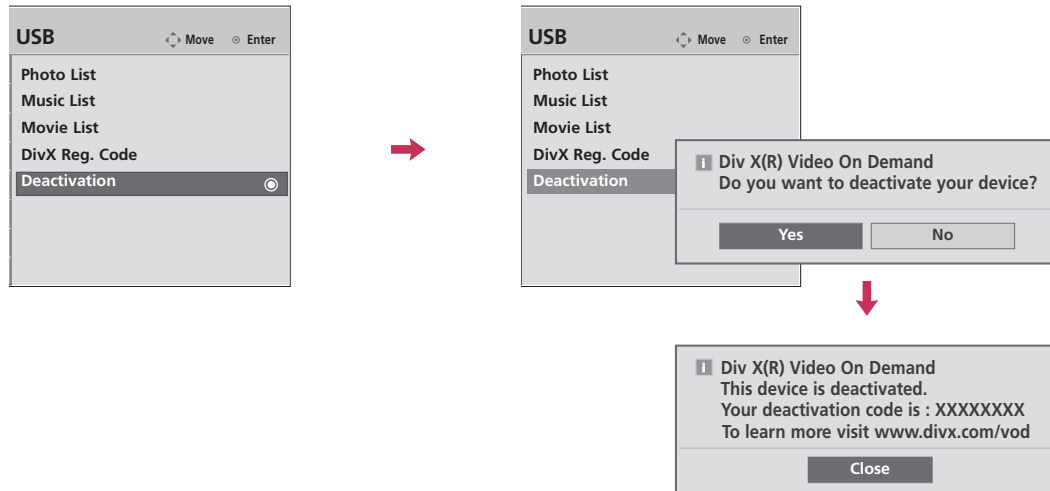 USB Move Enter
Photo List
Music List
Movie List
DivX Reg. Code
Deactivation
USB Move Enter
Photo List
Music List
Movie List
DivX Reg. Code
Deactivation
i Div X(R) Video On Demand
Do you want to deactivate your device?
Yes No
i Div X(R) Video On Demand
This device is deactivated.
Your deactivation code is : XXXXXXXX
To learn more visit www.divx.com/vod
Close